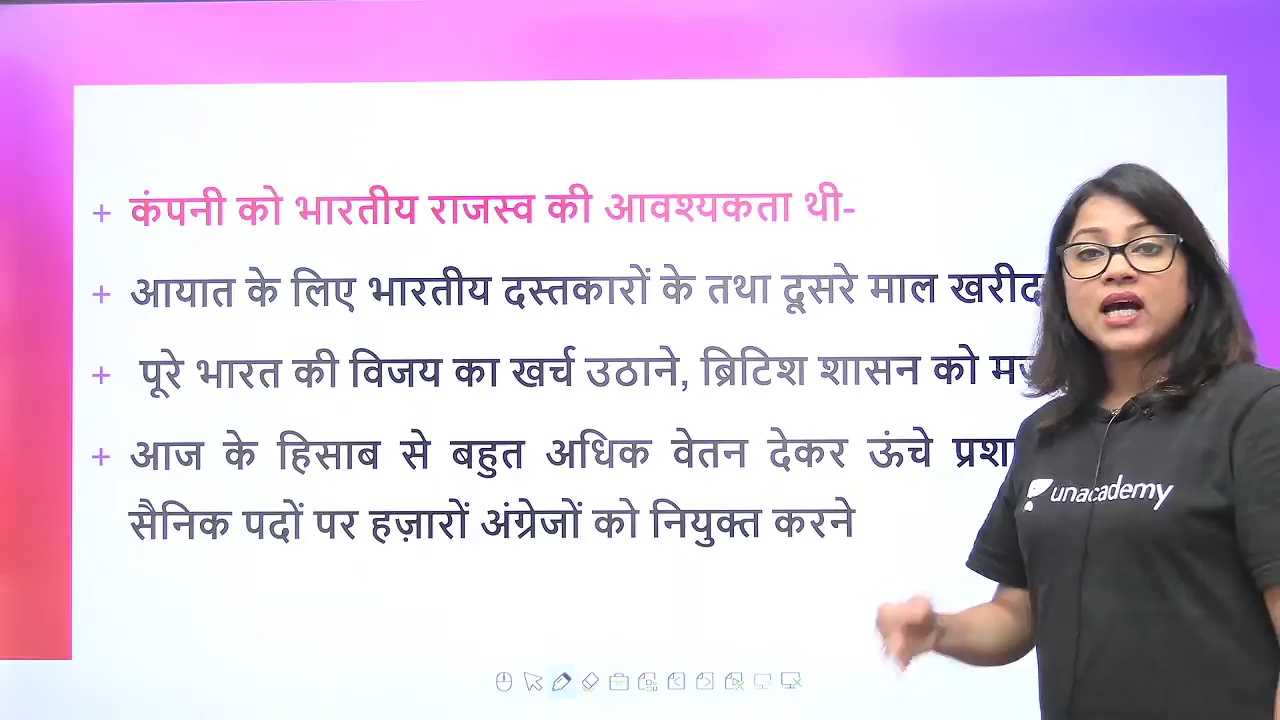 + कंपनी को भारतीय राजस्व की आवश्यकता थी-
+ आयात के लिए भारतीय दस्तकारों के तथा दूसरे माल खरीद
+ पूरे भारत की विजय का खर्च उठाने, ब्रिटिश शासन को
+ आज के हिसाब से बहुत अधिक वेतन देकर ऊंचे
सैनिक पदों पर हज़ारों अंग्रेजों को नियुक्त करने
unacademy